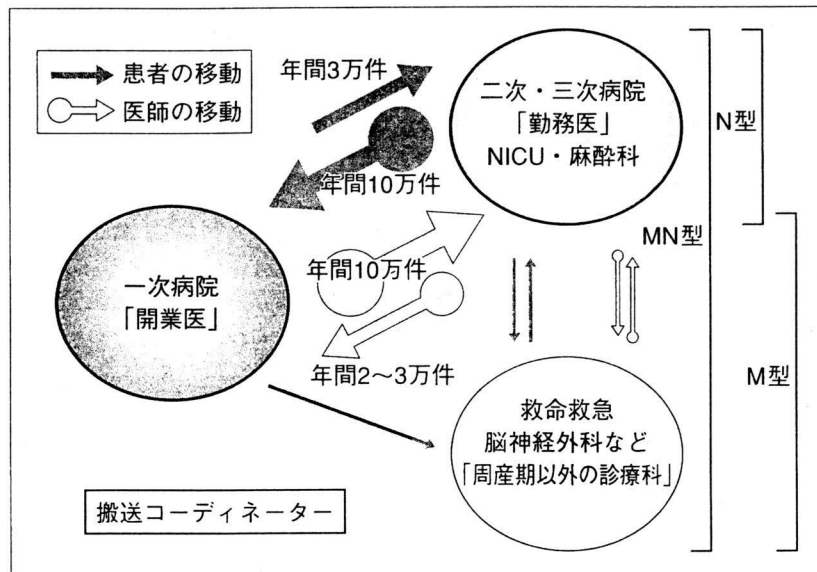 患者の移動
医師の移動
年間3万件
年間10万件
二次・三次病院
「勤務医」
NICU・麻酔科
N型
一次病院
「開業医」
年間10万件
年間2〜3万件
MN型
M型
救命救急
脳神経外科など
「周産期以外の診療科」
搬送コーディネーター